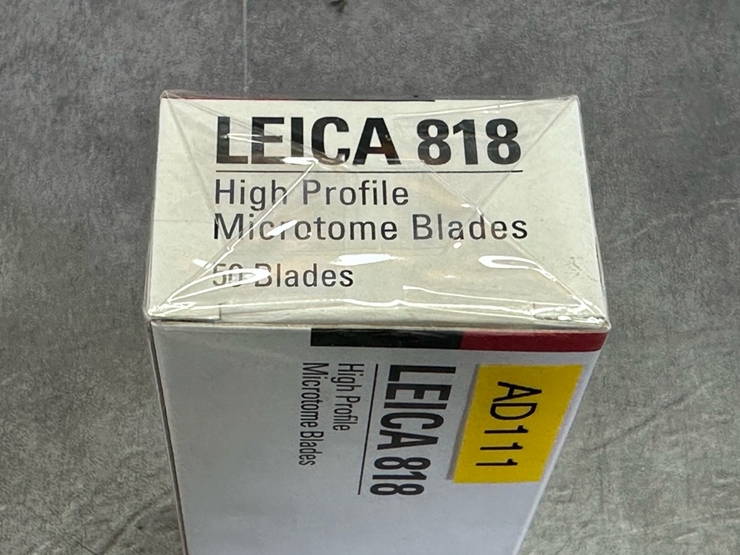 LEICA 818
High Profile
Microtome Blades
50 Blades
LEICA 818
High Profile
Microtome Blades
AD111